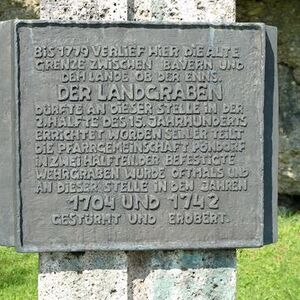 BIS 1779 VERLIEF HIER DIE ALTE
GRENZE ZWISCHEN BAYERN UND
DEM LANDE OB DER ENNS.
DER LANDGRABEN
DÜRFTE AN DIESER STELLE IN DER
2. HÄLFTE DES 15. JAHRHUNDERTS
ERRICHTET WORDEN SEIN. ER TEILT
DIE PFARRGEMEINSCHAFT PÖNDORF
IN ZWEI HÄLFTEN. DER BEFESTIGTE
WEHRGRABEN WURDE OFTMALS UND
AN DIESER STELLE IN DEN JAHREN
1704 UND 1742
GESTÜRMT UND EROBERT.